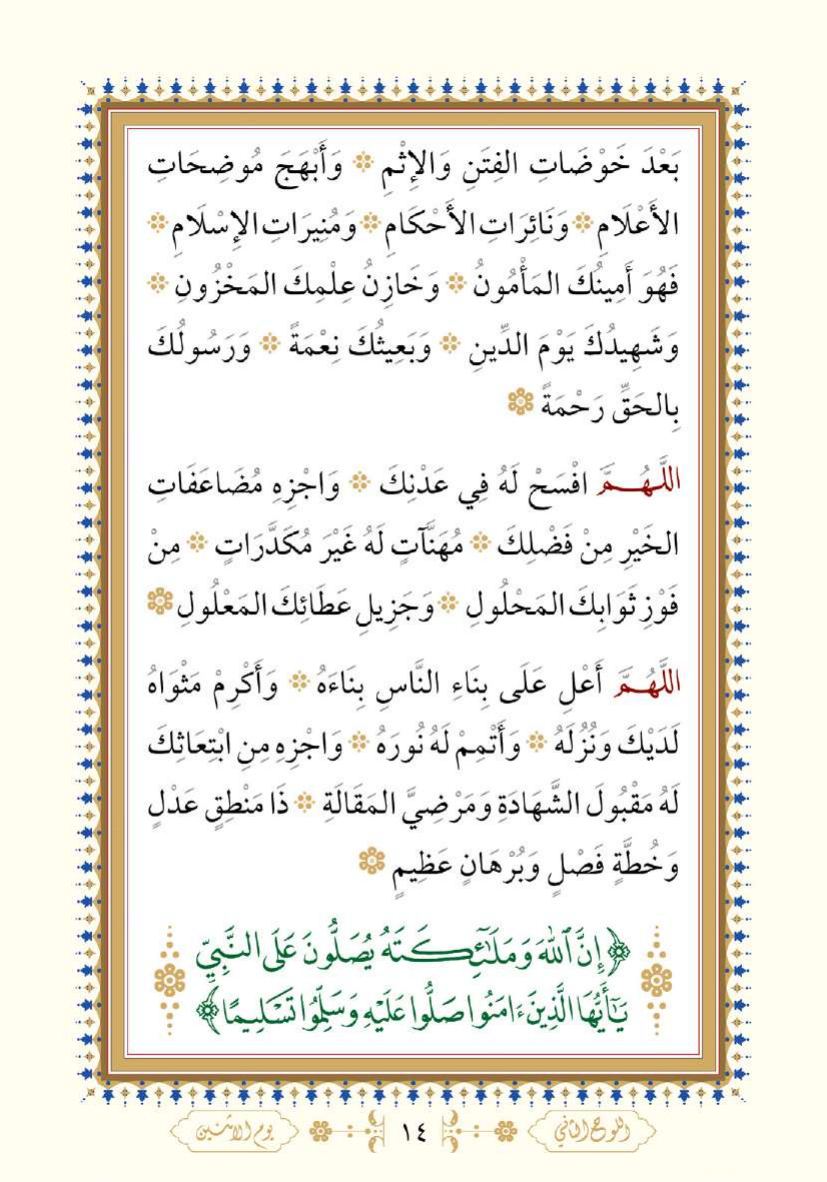 بَعْدَ خَوْضَاتِ الفِتَنِ وَالإِثْمِ ۞ وَأَبْهَجَ مُوضِحَاتِ
الأَعْلَامِ ۞ وَنَائِرَاتِ الأَحْكَامِ ۞ وَمُنِيرَاتِ الإِسْلَامِ ۞
فَهُوَ أَمِينُكَ المَأْمُونُ ۞ وَخَازِنُ عِلْمِكَ المَخْزُونِ ۞
وَشَهِيدُكَ يَوْمَ الدِّينِ ۞ وَبَعِيثُكَ نِعْمَةً ۞ وَرَسُولُكَ
بِالحَقِّ رَحْمَةً ۞
اللَّهُمَّ افْسَحْ لَهُ فِي عَدْنِكَ ۞ وَاجْزِهِ مُضَاعَفَاتِ
الخَيْرِ مِنْ فَضْلِكَ ۞ مُهَنَّآتٍ لَهُ غَيْرَ مُكَدَّرَاتٍ ۞ مِنْ
فَوْزِ ثَوَابِكَ المَحْلُولِ ۞ وَجَزِيلِ عَطَائِكَ المَعْلُولِ ۞
اللَّهُمَّ أَعْلِ عَلَى بِنَاءِ النَّاسِ بِنَاءَهُ ۞ وَأَكْرِمْ مَثْوَاهُ
لَدَيْكَ وَنُزُلَهُ ۞ وَأَتْمِمْ لَهُ نُورَهُ ۞ وَاجْزِهِ مِنِ ابْتِعَاثِكَ
لَهُ مَقْبُولَ الشَّهَادَةِ وَمَرْضِيَّ المَقَالَةِ ۞ ذَا مَنْطِقٍ عَدْلٍ
وَخُطَّةٍ فَصْلٍ وَبُرْهَانٍ عَظِيمٍ ۞
﴿إِنَّ ٱللَّهَ وَمَلَٰٓئِكَتَهُ يُصَلُّونَ عَلَى النَّبِيِّ
يَٰٓأَيُّهَا الَّذِينَ ءَامَنُوا صَلُّوا عَلَيْهِ وَسَلِّمُوا تَسْلِيمًا﴾
اللوح الثاني ١٤ يوم الاثنين